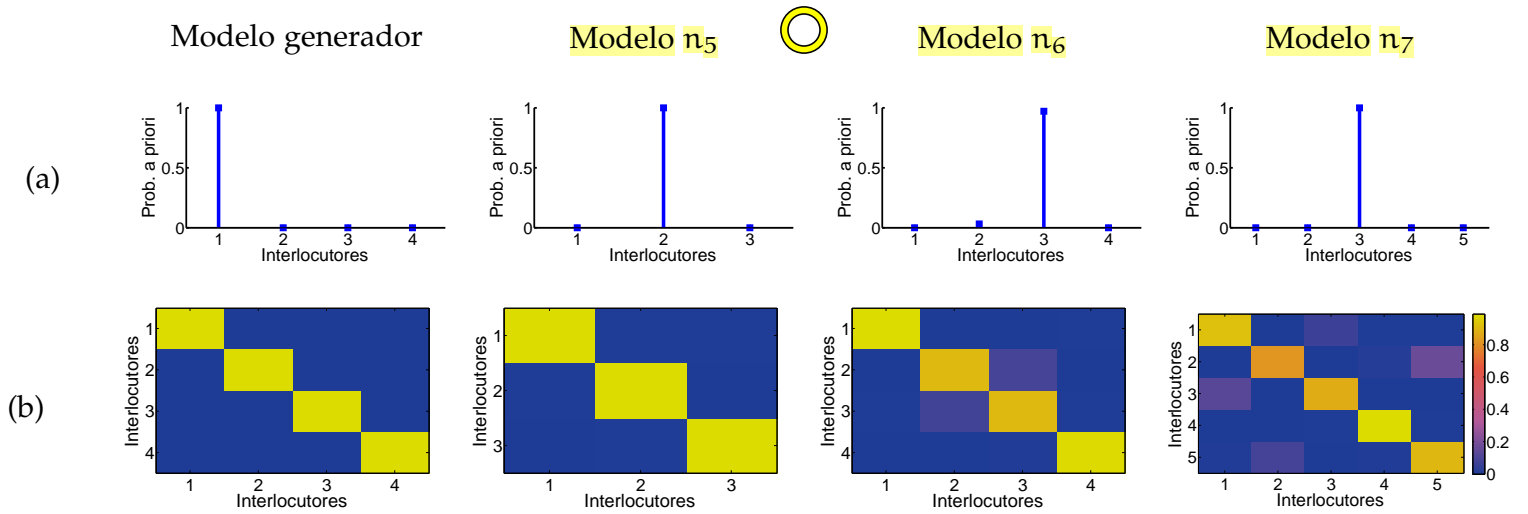 Modelo generador
Modelo n5
Modelo n6
Modelo n7
(a)
Prob. a priori
1
0.5
0
1 2 3 4
Interlocutores
Prob. a priori
1
0.5
0
1 2 3
Interlocutores
Prob. a priori
1
0.5
0
1 2 3 4
Interlocutores
Prob. a priori
1
0.5
0
1 2 3 4 5
Interlocutores
(b)
Interlocutores
1
2
3
4
1 2 3 4
Interlocutores
Interlocutores
1
2
3
1 2 3
Interlocutores
Interlocutores
1
2
3
4
1 2 3 4
Interlocutores
Interlocutores
1
2
3
4
5
1 2 3 4 5
Interlocutores
0.8
0.6
0.4
0.2
0